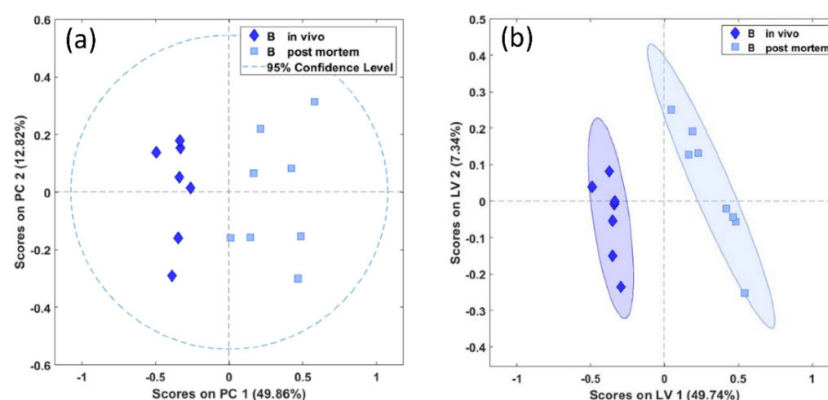 (a)
B in vivo
B post mortem
95% Confidence Level
0.6
0.4
0.2
0
-0.2
-0.4
-0.6
Scores on PC 2 (12.82%)
-1
-0.5
0
0.5
1
Scores on PC 1 (49.86%)
(b)
B in vivo
B post mortem
0.5
0.4
0.3
0.2
0.1
0
-0.1
-0.2
-0.3
-0.4
Scores on LV 2 (7.34%)
-1
-0.5
0
0.5
1
Scores on LV 1 (49.74%)